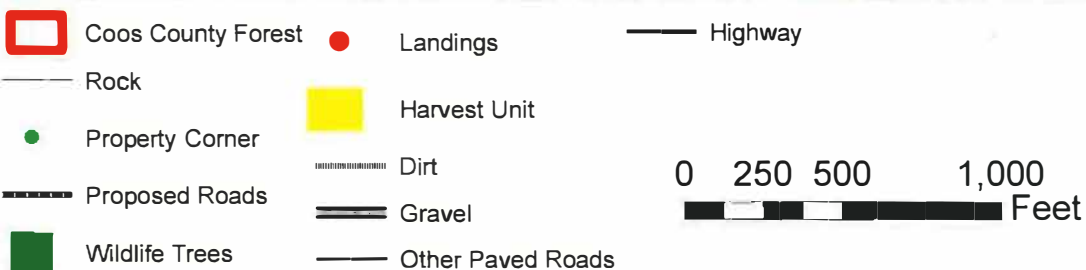 Coos County Forest
Rock
Property Corner
Proposed Roads
Wildlife Trees
Landings
Harvest Unit
Dirt
Gravel
Other Paved Roads
Highway
0 250 500 1,000
Feet